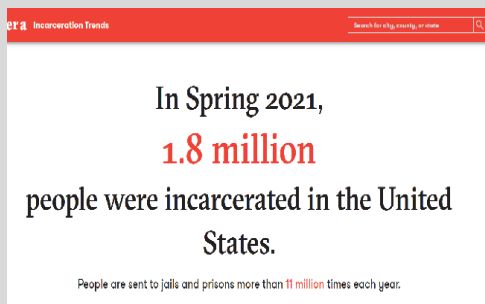 era Incarceration Trends
Search for city, county, or state
In Spring 2021,
1.8 million
people were incarcerated in the United
States.
People are sent to jails and prisons more than 11 million times each year.